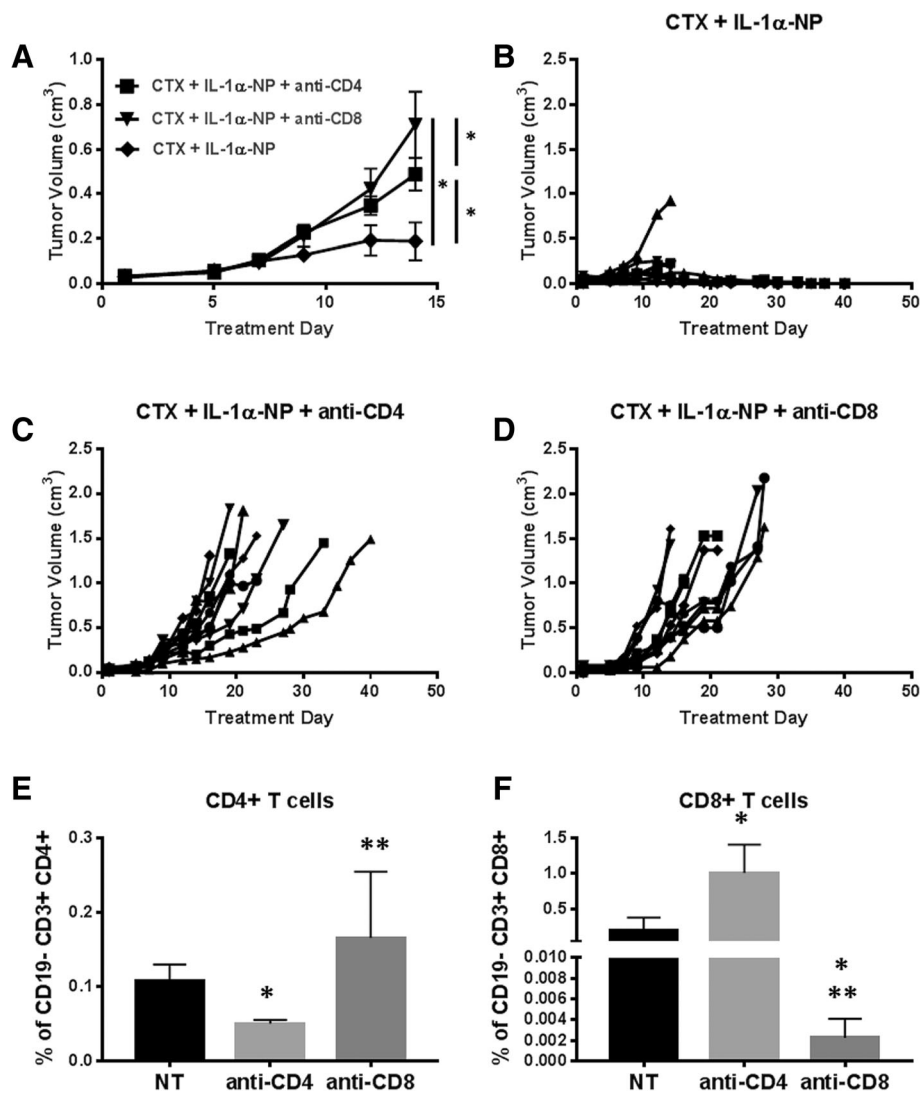 A
1.0
0.8
0.6
0.4
0.2
0.0
Tumor Volume (cm3)
CTX + IL-1α-NP + anti-CD4
CTX + IL-1α-NP + anti-CD8
CTX + IL-1α-NP
*
*
*
0 5 10 15
Treatment Day
B
CTX + IL-1α-NP
2.5
2.0
1.5
1.0
0.5
0.0
Tumor Volume (cm3)
0 10 20 30 40 50
Treatment Day
C
CTX + IL-1α-NP + anti-CD4
2.5
2.0
1.5
1.0
0.5
0.0
Tumor Volume (cm3)
0 10 20 30 40 50
Treatment Day
D
CTX + IL-1α-NP + anti-CD8
2.5
2.0
1.5
1.0
0.5
0.0
Tumor Volume (cm3)
0 10 20 30 40 50
Treatment Day
E
CD4+ T cells
% of CD19- CD3+ CD4+
0.3
0.2
0.1
0.0
*
**
NT anti-CD4 anti-CD8
F
CD8+ T cells
% of CD19- CD3+ CD8+
1.5
1.0
0.5
0.010
0.008
0.006
0.004
0.002
0.000
*
*
**
NT anti-CD4 anti-CD8